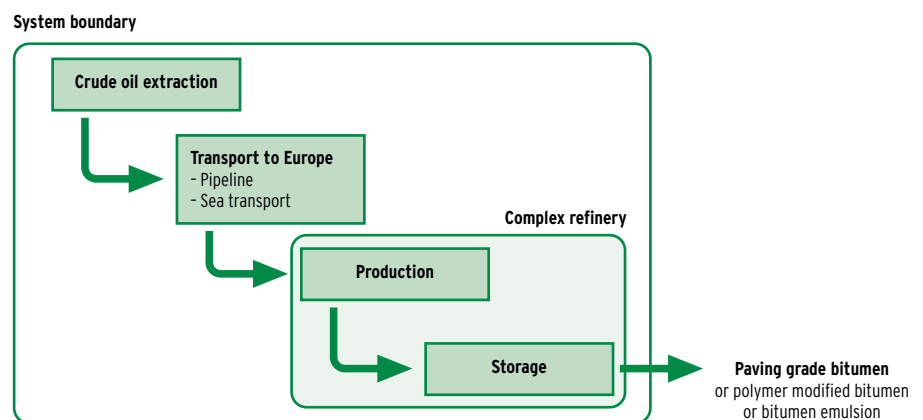 System boundary
Crude oil extraction
Transport to Europe
– Pipeline
– Sea transport
Complex refinery
Production
Storage
Paving grade bitumen
or polymer modified bitumen
or bitumen emulsion